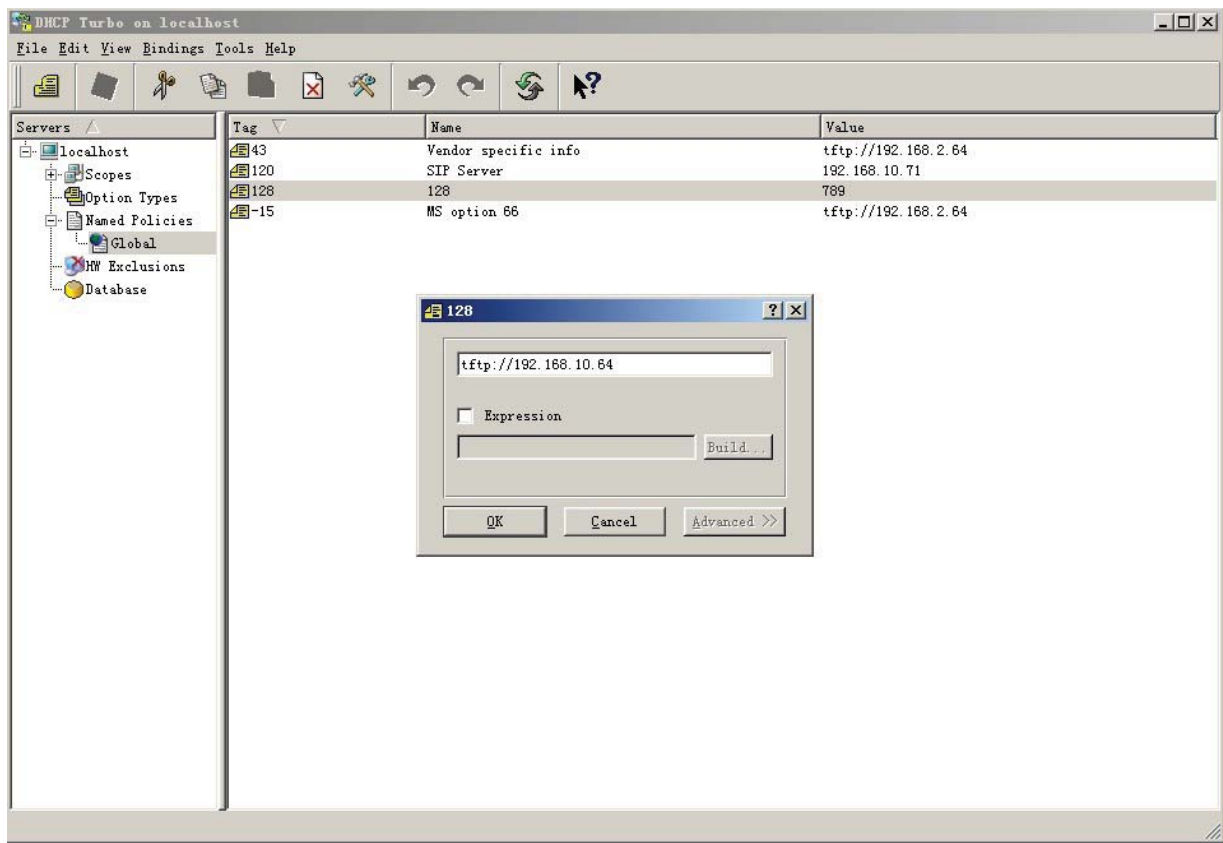 DHCP Turbo on localhost
File Edit View Bindings Tools Help
Servers
Tag Name Value
localhost
Scopes
Option Types
Named Policies
Global
HW Exclusions
Database
43 Vendor specific info tftp://192.168.2.64
120 SIP Server 192.168.10.71
128 128 789
-15 MS option 66 tftp://192.168.2.64
128
tftp://192.168.10.64
Expression
Build...
OK Cancel Advanced >>